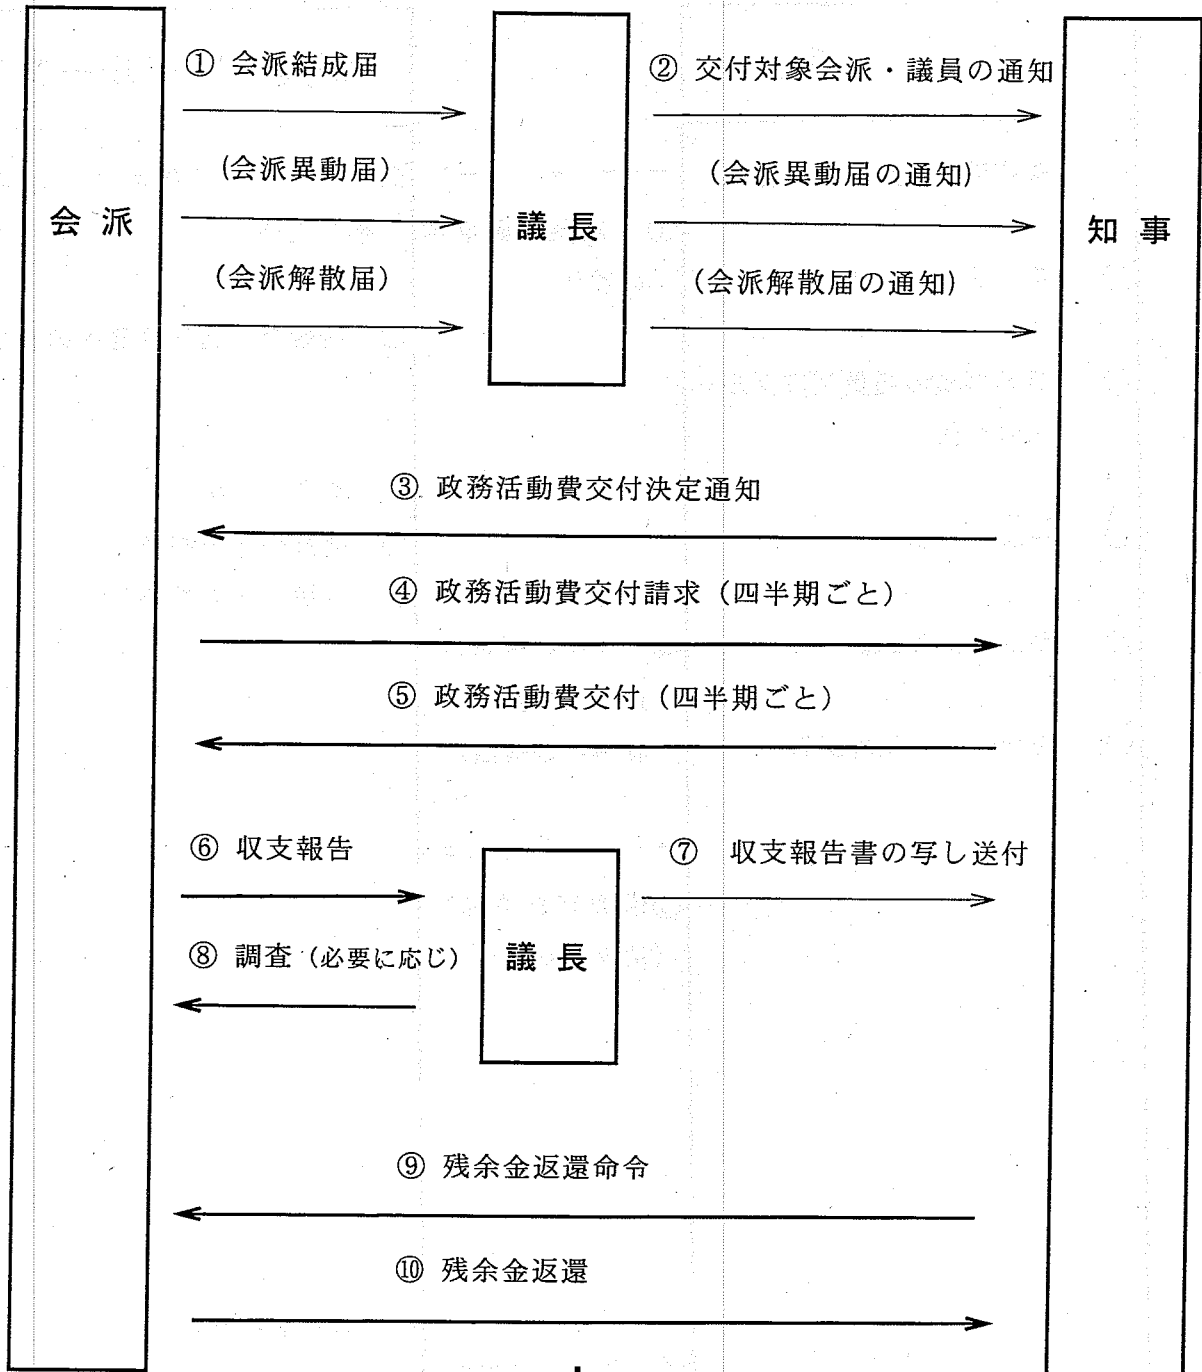 ① 会派結成届
② 交付対象会派・議員の通知
(会派異動届)
(会派異動届の通知)
会 派
議 長
知 事
(会派解散届)
(会派解散届の通知)
③ 政務活動費交付決定通知
④ 政務活動費交付請求（四半期ごと）
⑤ 政務活動費交付（四半期ごと）
⑥ 収支報告
⑦ 収支報告書の写し送付
⑧ 調査（必要に応じ）
議 長
⑨ 残余金返還命令
⑩ 残余金返還